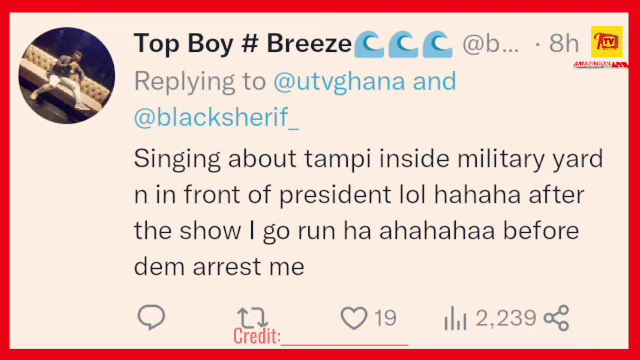 Top Boy # Breeze🌊🌊🌊 @b... · 8h
ATV
Replying to @utvghana and
@blacksherif_
Singing about tampi inside military yard
n in front of president lol hahaha after
the show I go run ha ahahahaa before
dem arrest me
19 2,239
Credit: